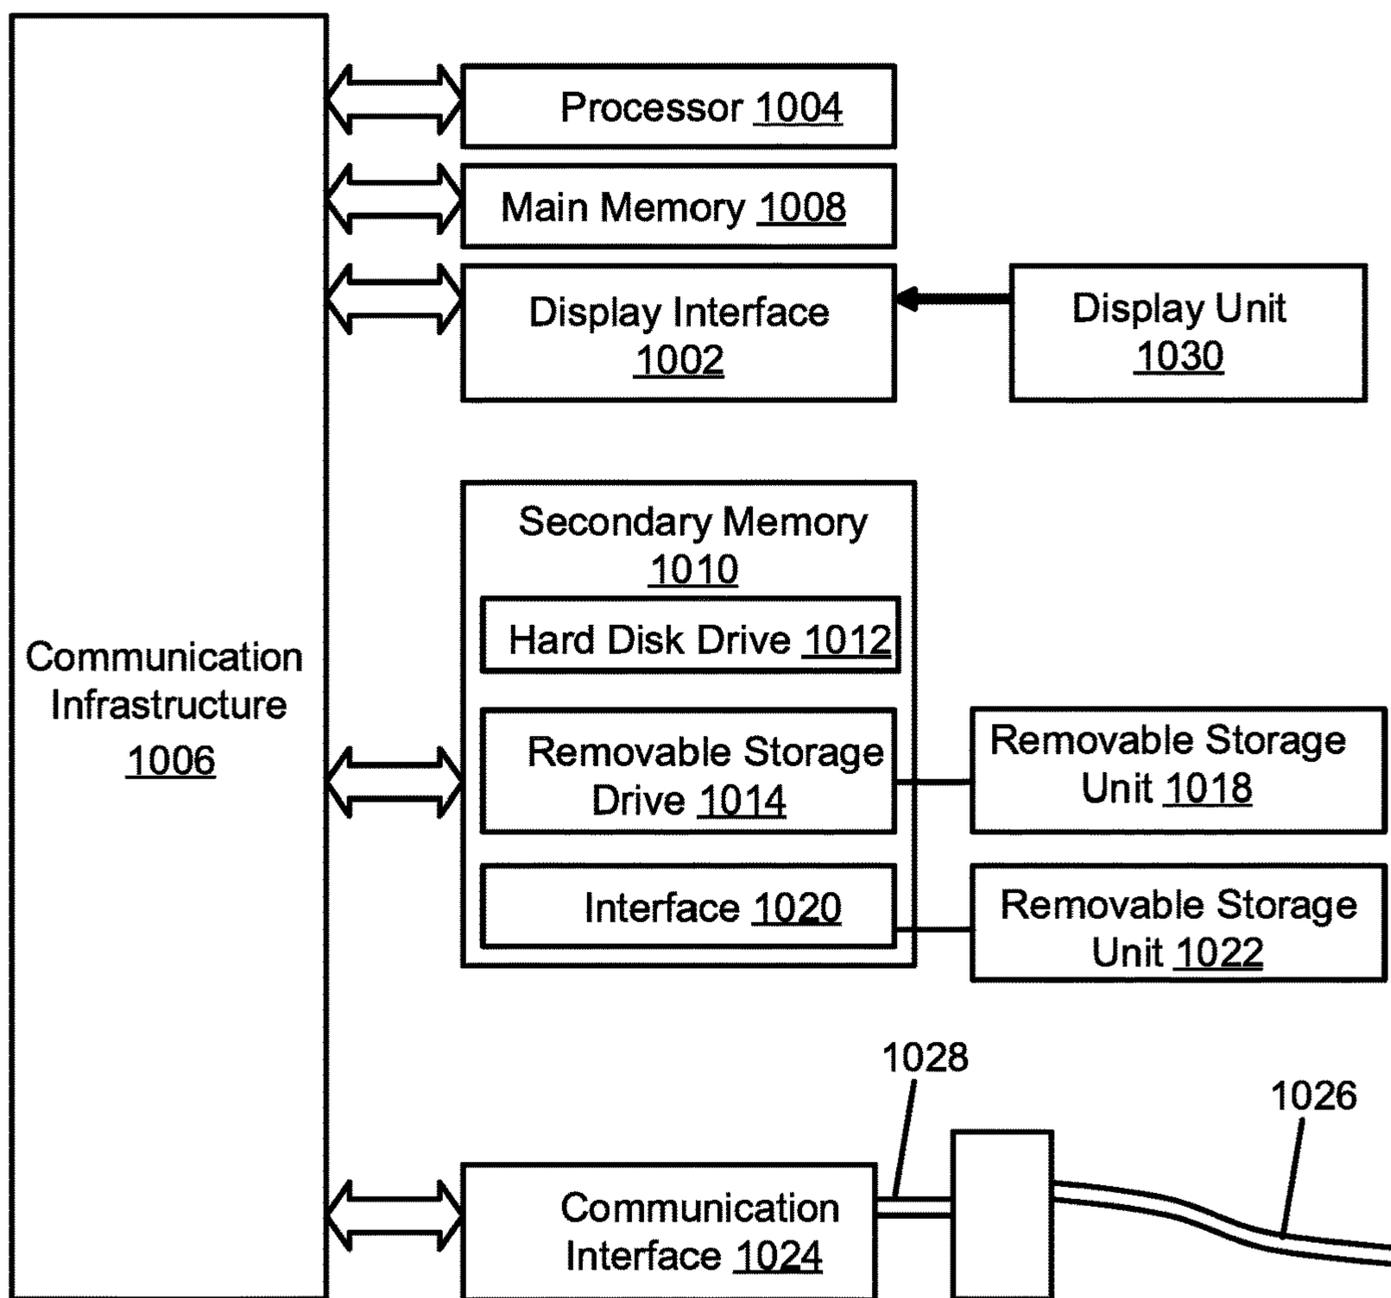 Processor 1004
Main Memory 1008
Display Interface
1002
Display Unit
1030
Secondary Memory
1010
Hard Disk Drive 1012
Communication
Infrastructure
1006
Removable Storage
Drive 1014
Removable Storage
Unit 1018
Interface 1020
Removable Storage
Unit 1022
1028
1026
Communication
Interface 1024